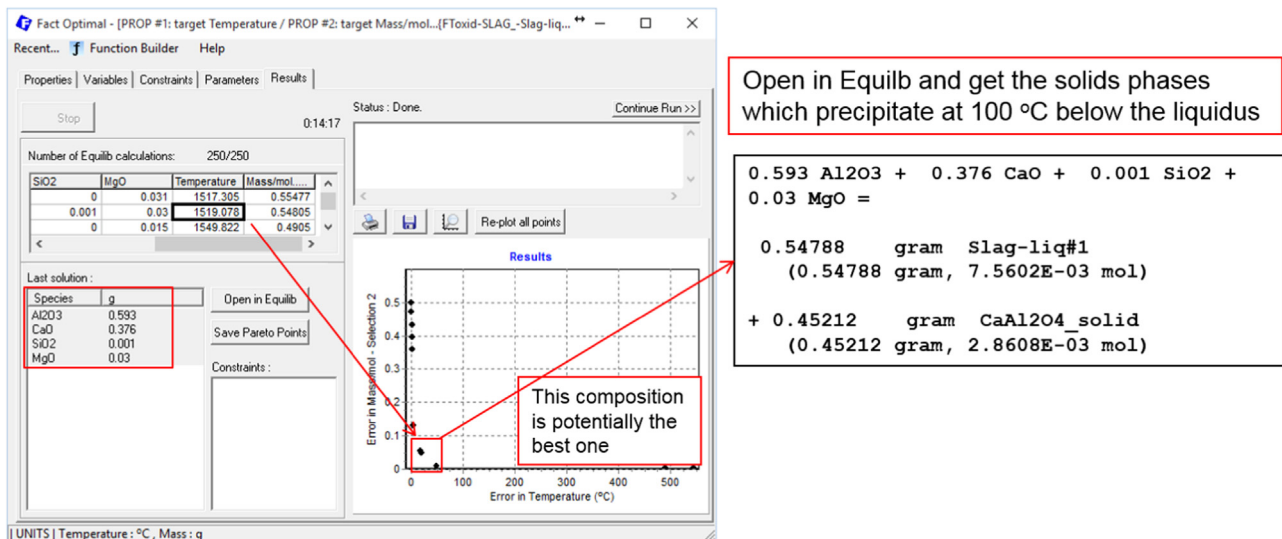 Fact Optimal - [PROP #1: target Temperature / PROP #2: target Mass/mol...(FToxid-SLAG_-Slag-liq...
Recent... Function Builder Help
Properties Variables Constraints Parameters Results
Stop
0:14:17
Number of Equilib calculations: 250/250
SiO2 MgO Temperature Mass/mol.....
0 0.031 1517.305 0.55477
0.001 0.03 1519.078 0.54805
0 0.015 1549.822 0.4905
Last solution :
Species g
Al2O3 0.593
CaO 0.376
SiO2 0.001
MgO 0.03
Open in Equilib
Save Pareto Points
Constraints :
Status : Done.
Continue Run >>
Re-plot all points
Results
Error in Mass/mol - Selection 2
0.5
0.4
0.3
0.2
0.1
0
0 100 200 300 400 500
Error in Temperature (ºC)
This composition
is potentially the
best one
| UNITS | Temperature : ºC , Mass : g
Open in Equilb and get the solids phases
which precipitate at 100 ºC below the liquidus
0.593 Al2O3 + 0.376 CaO + 0.001 SiO2 +
0.03 MgO =
0.54788 gram Slag-liq#1
(0.54788 gram, 7.5602E-03 mol)
+ 0.45212 gram CaAl2O4_solid
(0.45212 gram, 2.8608E-03 mol)